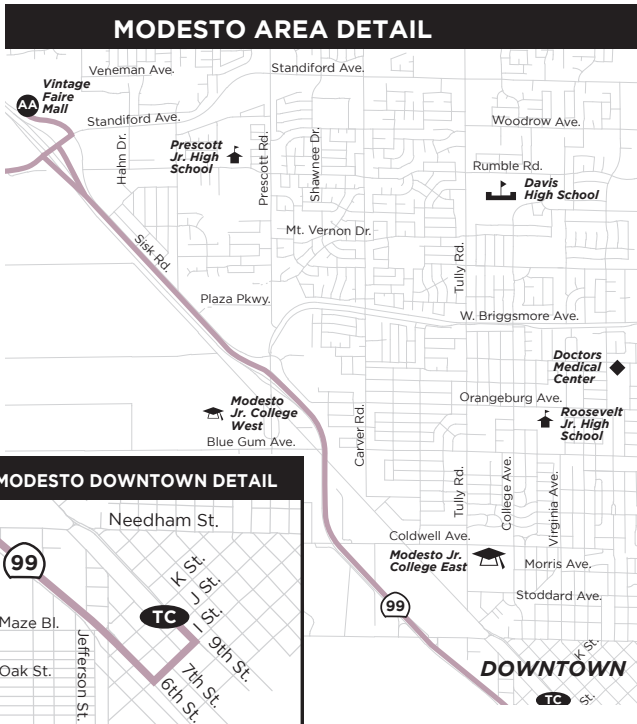 MODESTO AREA DETAIL
Veneman Ave.
Standiford Ave.
Vintage
Faire
Mall
AA
Standiford Ave.
Woodrow Ave.
Hahn Dr.
Prescott
Jr. High
School
Prescott Rd.
Shawnee Dr.
Rumble Rd.
Davis
High School
Mt. Vernon Dr.
Sisk Rd.
Tully Rd.
Plaza Pkwy.
W. Briggsmore Ave.
Doctors
Medical
Center
Modesto
Jr. College
West
Orangeburg Ave.
Roosevelt
Jr. High
School
Carver Rd.
Blue Gum Ave.
Tully Rd.
College Ave.
Virginia Ave.
Coldwell Ave.
Modesto Jr.
College East
Morris Ave.
Stoddard Ave.
99
K St.
DOWNTOWN
TC
St.
MODESTO DOWNTOWN DETAIL
Needham St.
99
K St.
J St.
I St.
TC
Maze Bl.
9th St.
Jefferson St.
Oak St.
7th St.
6th St.